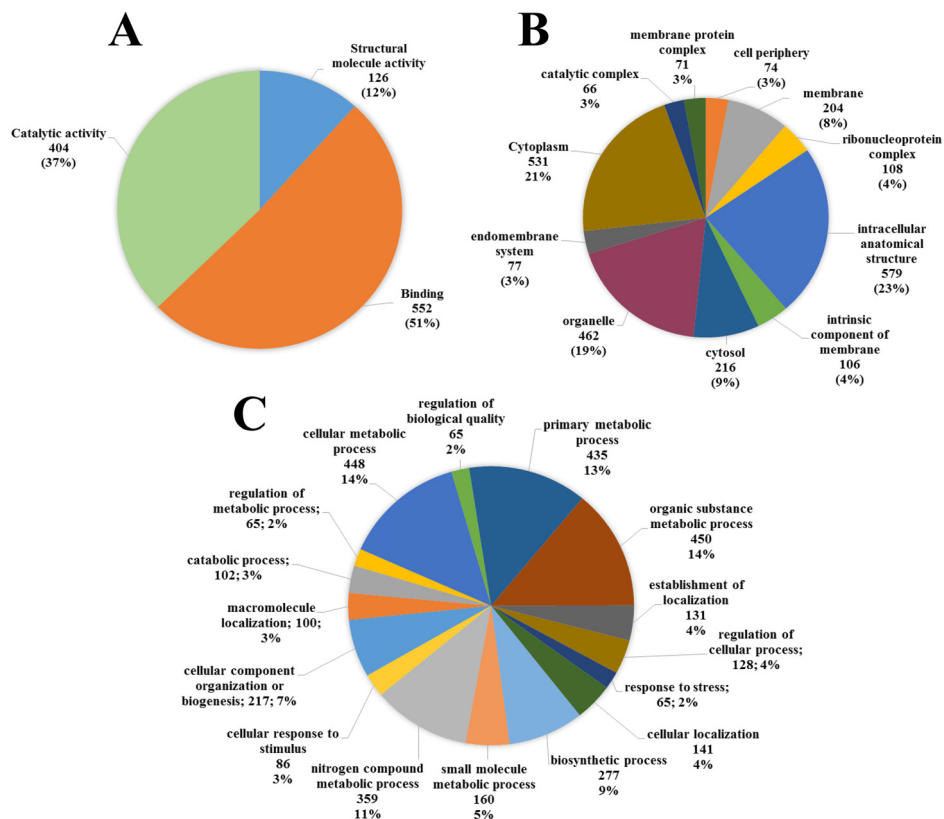 A
Structural
molecule activity
126
(12%)
Catalytic activity
404
(37%)
Binding
552
(51%)
B
membrane protein
complex
71
3%
cell periphery
74
(3%)
catalytic complex
66
3%
membrane
204
(8%)
Cytoplasm
531
21%
ribonucleoprotein
complex
108
(4%)
endomembrane
system
77
(3%)
intracellular
anatomical
structure
579
(23%)
organelle
462
(19%)
cytosol
216
(9%)
intrinsic
component of
membrane
106
(4%)
C
regulation of
biological quality
65
2%
cellular metabolic
process
448
14%
primary metabolic
process
435
13%
regulation of
metabolic process;
65; 2%
organic substance
metabolic process
450
14%
catabolic process;
102; 3%
establishment of
localization
131
4%
macromolecule
localization; 100;
3%
regulation of
cellular process;
128; 4%
cellular component
organization or
biogenesis; 217; 7%
response to stress;
65; 2%
cellular response to
stimulus
86
3%
cellular localization
141
4%
nitrogen compound
metabolic process
359
11%
small molecule
metabolic process
160
5%
biosynthetic process
277
9%